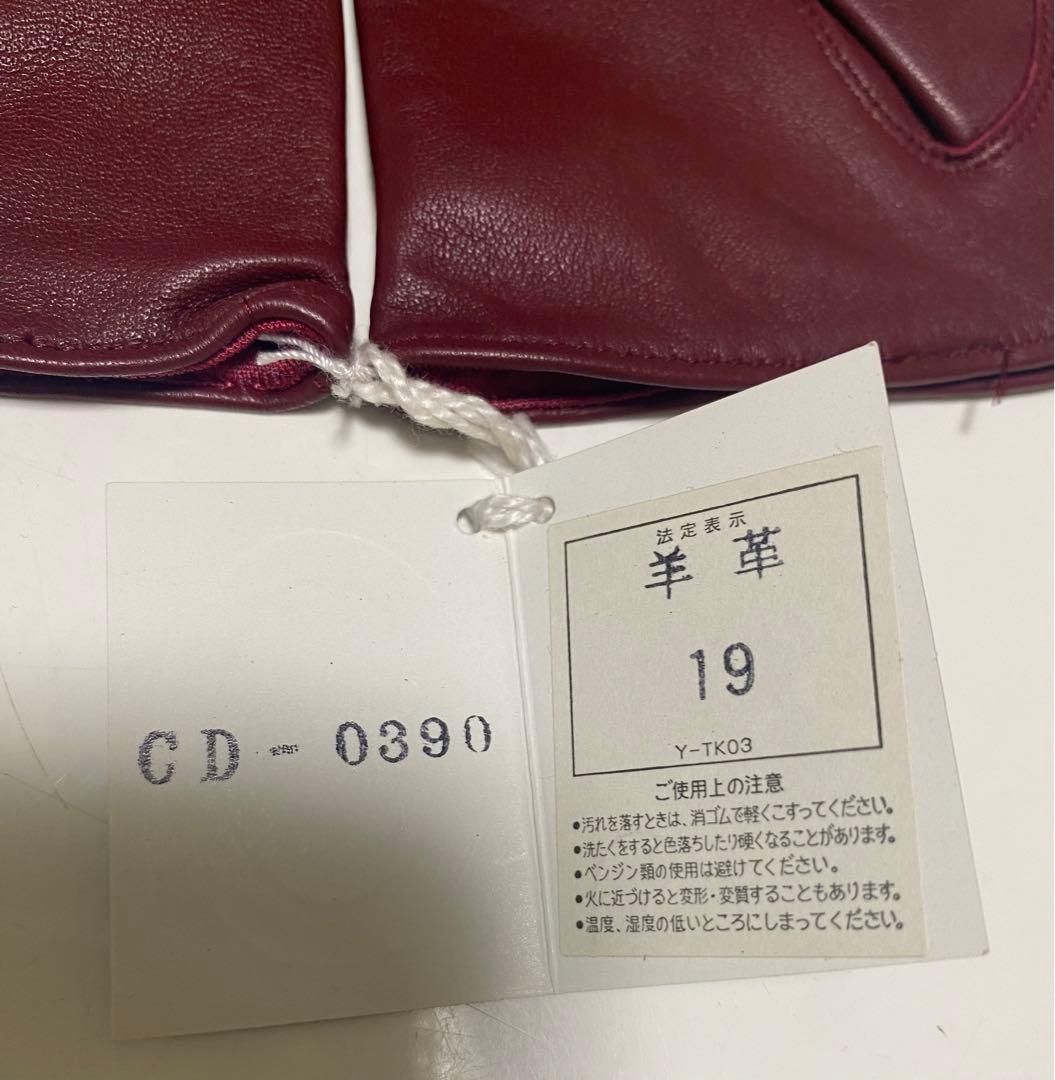 CD- 0390
法定表示
羊革
19
Y-TK03
ご使用上の注意
●汚れを落すときは、消ゴムで軽くこすってください。
●洗たくをすると色落ちしたり硬くなることがあります。
●ベンジン類の使用は避けてください。
●火に近づけると変形・変質することもあります。
●温度、湿度の低いところにしまってください。